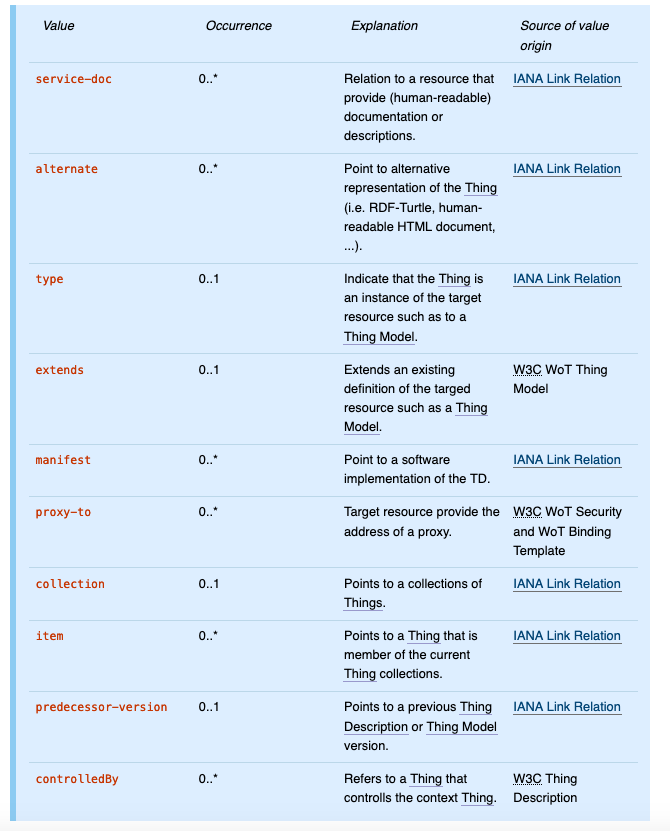 Value Occurrence Explanation Source of value
origin
service-doc 0..* Relation to a resource that IANA Link Relation
provide (human-readable)
documentation or
descriptions.
alternate 0..* Point to alternative IANA Link Relation
representation of the Thing
(i.e. RDF-Turtle, human-
readable HTML document,
...).
type 0..1 Indicate that the Thing is IANA Link Relation
an instance of the target
resource such as to a
Thing Model.
extends 0..1 Extends an existing W3C WoT Thing
definition of the targed Model
resource such as a Thing
Model.
manifest 0..* Point to a software IANA Link Relation
implementation of the TD.
proxy-to 0..* Target resource provide the W3C WoT Security
address of a proxy. and WoT Binding
Template
collection 0..1 Points to a collections of IANA Link Relation
Things.
item 0..* Points to a Thing that is IANA Link Relation
member of the current
Thing collections.
predecessor-version 0..1 Points to a previous Thing IANA Link Relation
Description or Thing Model
version.
controlledBy 0..* Refers to a Thing that W3C Thing
controlls the context Thing. Description